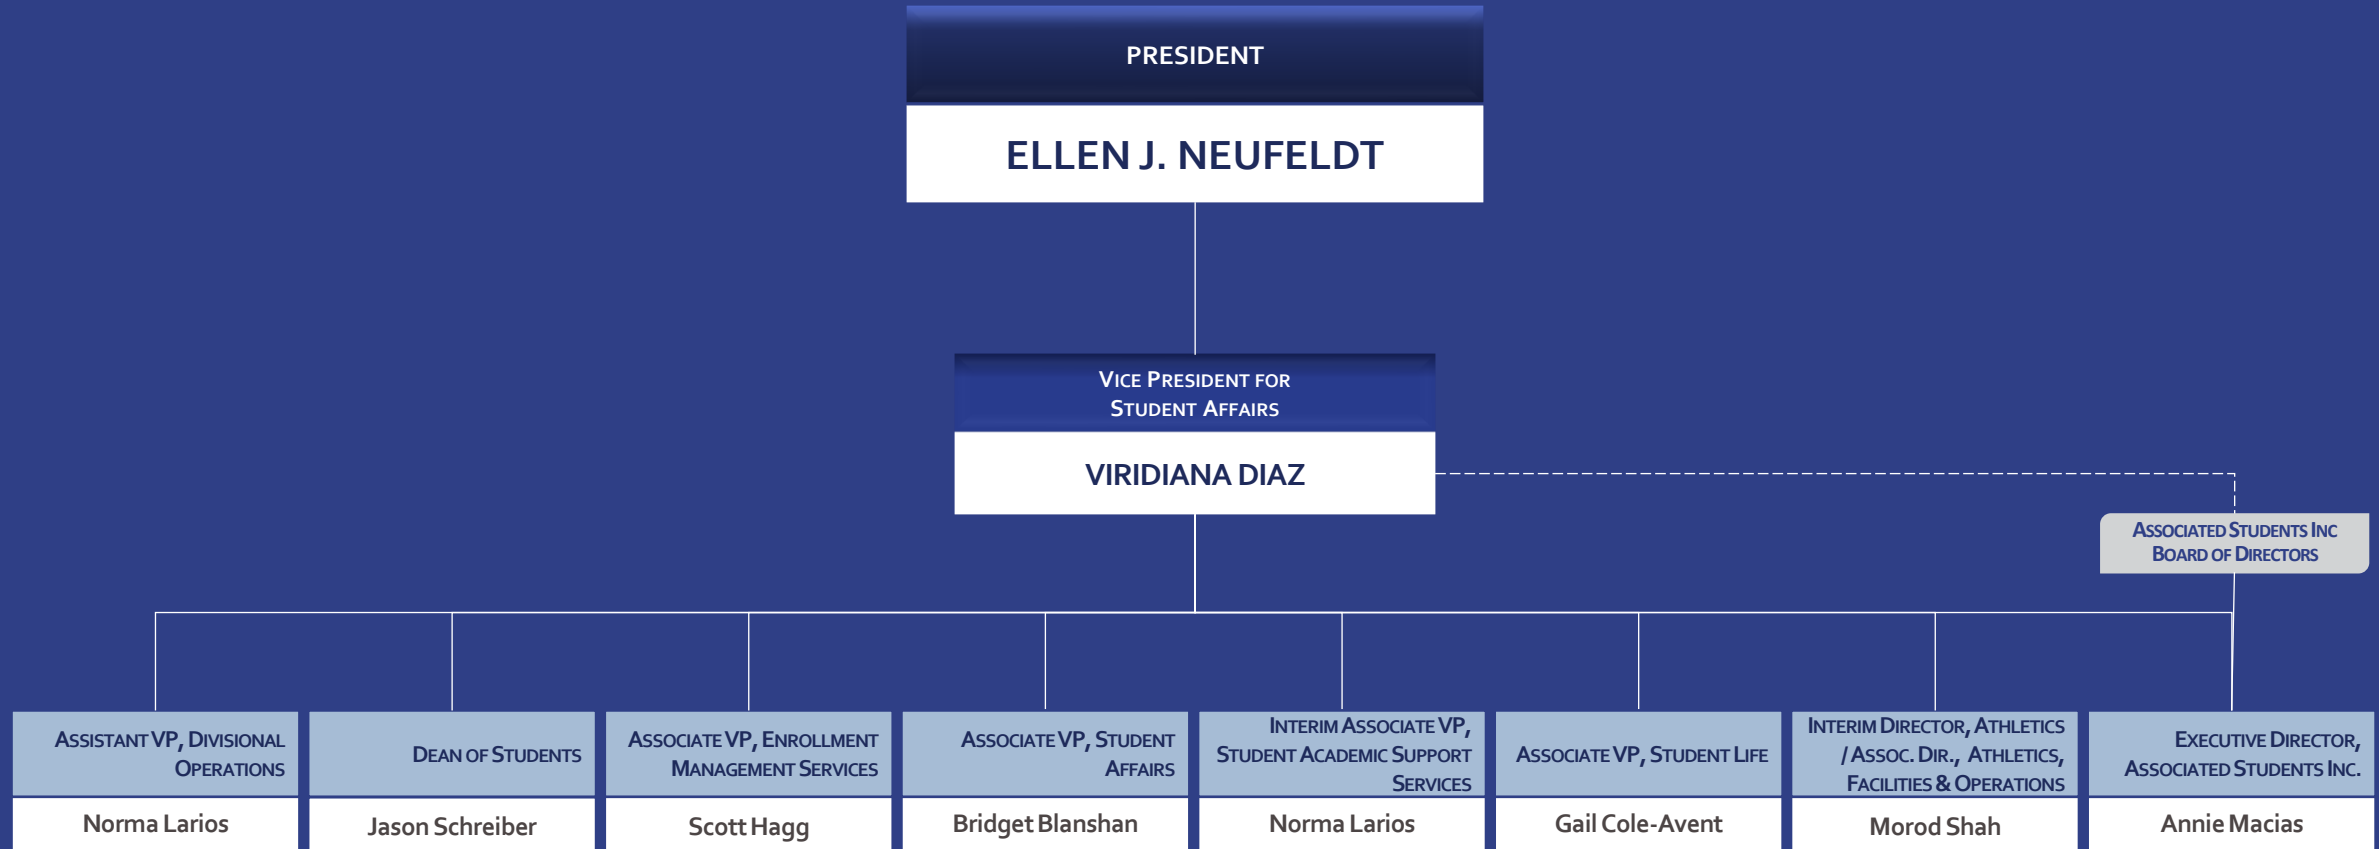 PRESIDENT
ELLEN J. NEUFELDT
VICE PRESIDENT FOR
STUDENT AFFAIRS
VIRIDIANA DIAZ
ASSOCIATED STUDENTS INC
BOARD OF DIRECTORS
ASSISTANT VP, DIVISIONAL
OPERATIONS
Norma Larios
DEAN OF STUDENTS
Jason Schreiber
ASSOCIATE VP, ENROLLMENT
MANAGEMENT SERVICES
Scott Hagg
ASSOCIATE VP, STUDENT
AFFAIRS
Bridget Blanshan
INTERIM ASSOCIATE VP,
STUDENT ACADEMIC SUPPORT
SERVICES
Norma Larios
ASSOCIATE VP, STUDENT LIFE
Gail Cole-Avent
INTERIM DIRECTOR, ATHLETICS
/ ASSOC. DIR., ATHLETICS,
FACILITIES & OPERATIONS
Morod Shah
EXECUTIVE DIRECTOR,
ASSOCIATED STUDENTS INC.
Annie Macias